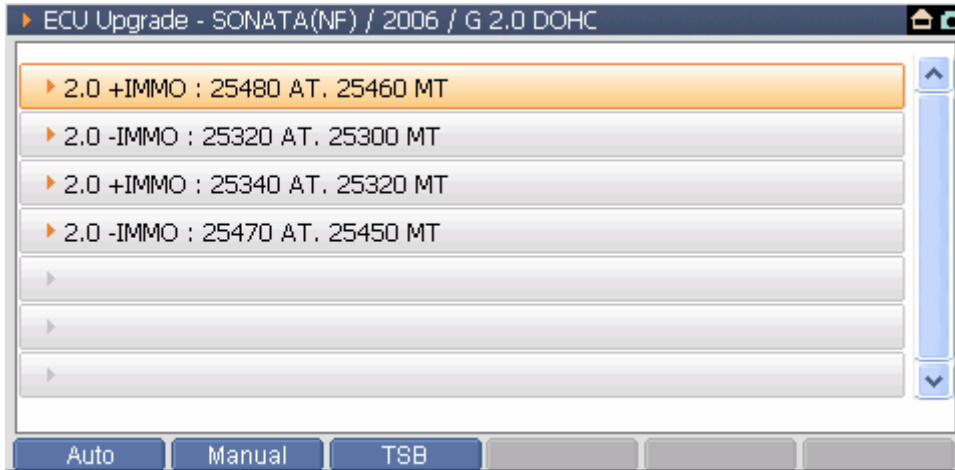 ECU Upgrade - SONATA(NF) / 2006 / G 2.0 DOHC
2.0 +IMMO : 25480 AT. 25460 MT
2.0 -IMMO : 25320 AT. 25300 MT
2.0 +IMMO : 25340 AT. 25320 MT
2.0 -IMMO : 25470 AT. 25450 MT
Auto Manual TSB